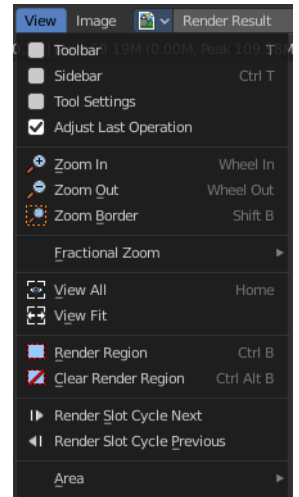 View Image Render Result
Toolbar T
Sidebar Ctrl T
Tool Settings
Adjust Last Operation
Zoom In Wheel In
Zoom Out Wheel Out
Zoom Border Shift B
Fractional Zoom
View All Home
View Fit
Render Region Ctrl B
Clear Render Region Ctrl Alt B
Render Slot Cycle Next
Render Slot Cycle Previous
Area